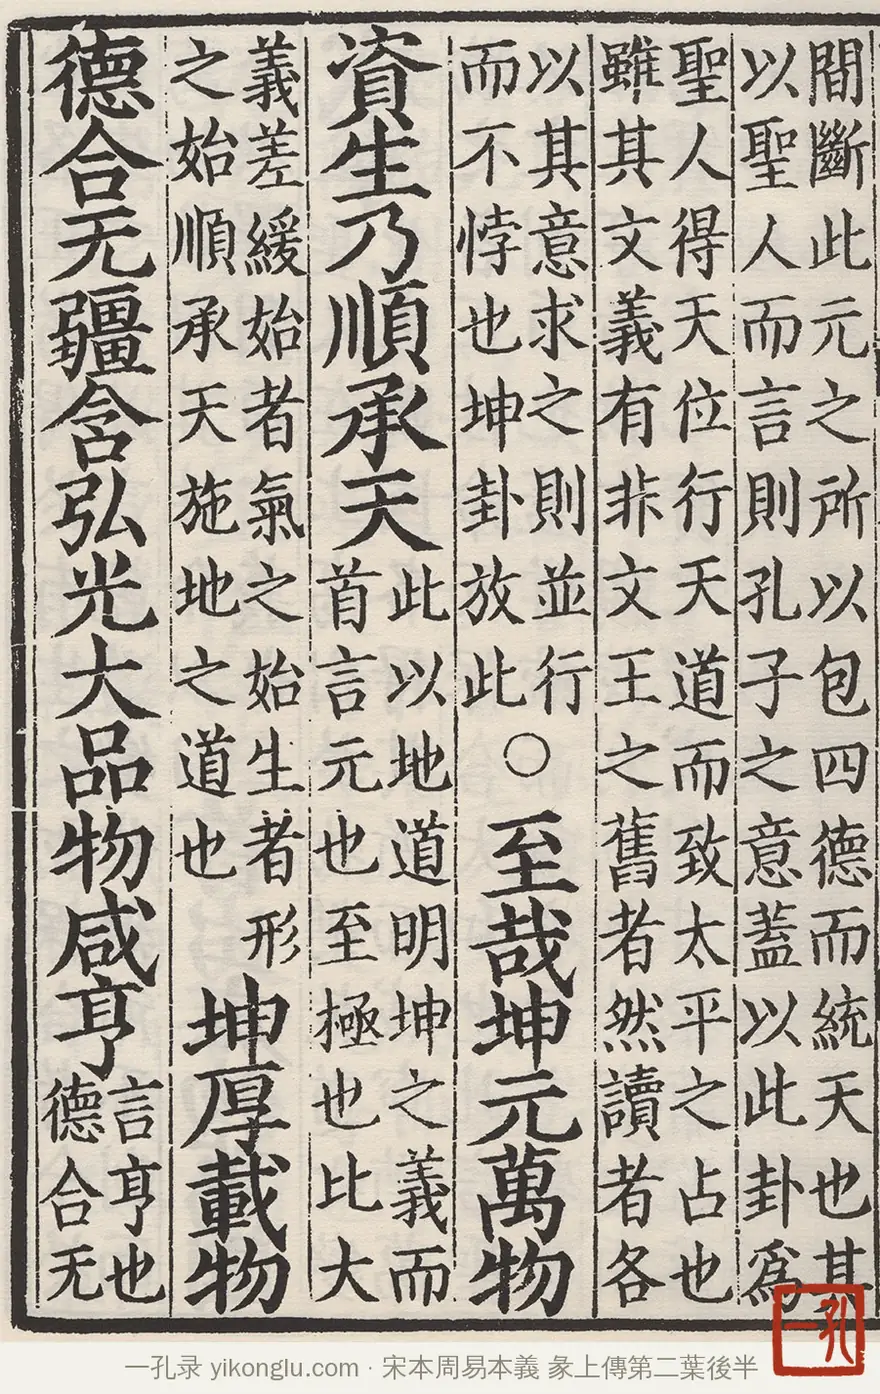 間斷此元之所以包四德而統天也其
以聖人而言則孔子之意蓋以此卦爲
聖人得天位行天道而致太平之占也
雖其文義有非文王之舊者然讀者各
以其意求之則並行
而不悖也坤卦放此
○至哉坤元萬物
資生乃順承天
此以地道明坤之義而
首言元也至極也比大
義差緩始者氣之始生者形
之始順承天施地之道也
坤厚載物
德合无疆含弘光大品物咸亨
言亨也
德合无
一孔
一孔录 yikonglu.com · 宋本周易本義 彖上傳第二葉後半